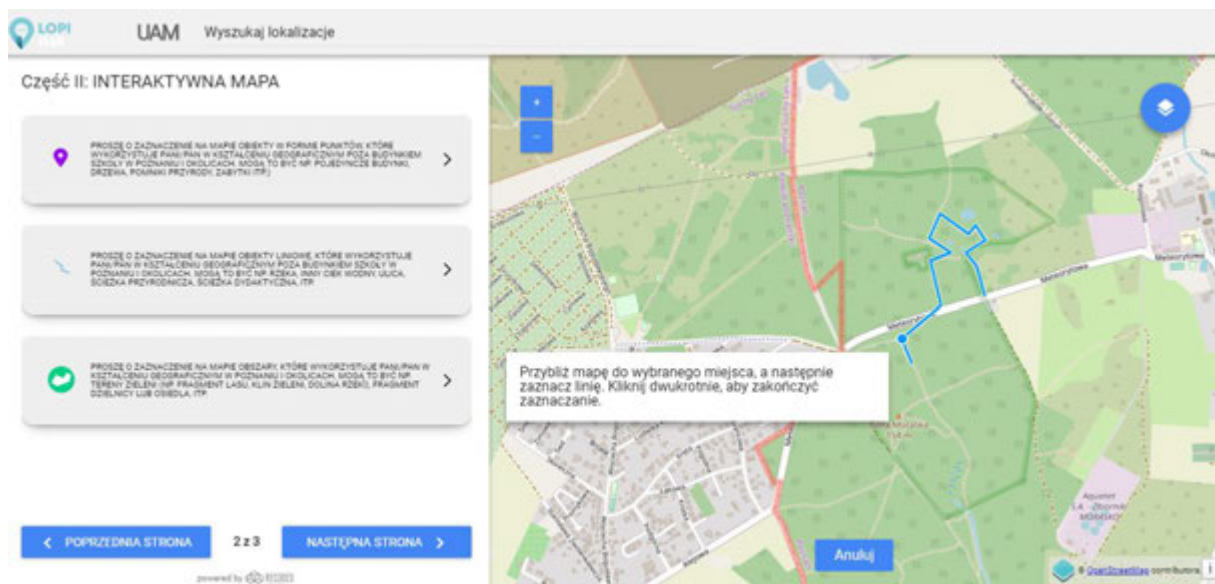 LOPI
UAM
Wyszukaj lokalizacje
Część II: INTERAKTYWNA MAPA
PROSZĘ O ZAZNACZENIE NA MAPIE OBIEKTY W FORMIE PUNKTÓW, KTÓRE
WYKORZYSTUJE PANI/PAN W KSZTAŁCENIU GEOGRAFICZNYM POZA BUDYNKIEM
SZKOŁY W POZNANIU I OKOLICACH. MOGĄ TO BYĆ NP. POJEDYNCZE BUDYNKI,
DRZEWA, POMNIKI PRZYRODY, ZABYTKI ITP.)
PROSZĘ O ZAZNACZENIE NA MAPIE OBIEKTY LINIOWE, KTÓRE WYKORZYSTUJE
PANI/PAN W KSZTAŁCENIU GEOGRAFICZNYM POZA BUDYNKIEM SZKOŁY W
POZNANIU I OKOLICACH. MOGĄ TO BYĆ NP. RZEKA, INNY CIEK WODNY, ULICA,
ŚCIEŻKA PRZYRODNICZA, ŚCIEŻKA DYDAKTYCZNA, ITP.
PROSZĘ O ZAZNACZENIE NA MAPIE OBSZARY, KTÓRE WYKORZYSTUJE PANI/PAN W
KSZTAŁCENIU GEOGRAFICZNYM W POZNANIU I OKOLICACH. MOGĄ TO BYĆ NP.
TERENY ZIELENI (NP. FRAGMENT LASU, KLIN ZIELENI, DOLINA RZEKI), FRAGMENT
DZIELNICY LUB OSIEDLA, ITP.
POPRZEDNIA STRONA
2 z 3
NASTĘPNA STRONA
powered by
+
-
Meteorytowa
Meteorytowa
Przybliż mapę do wybranego miejsca, a następnie
zaznacz linię. Kliknij dwukrotnie, aby zakończyć
zaznaczanie.
Aquanet
S.A. - Zbiornik
Anuluj
© OpenStreetMap contributors.